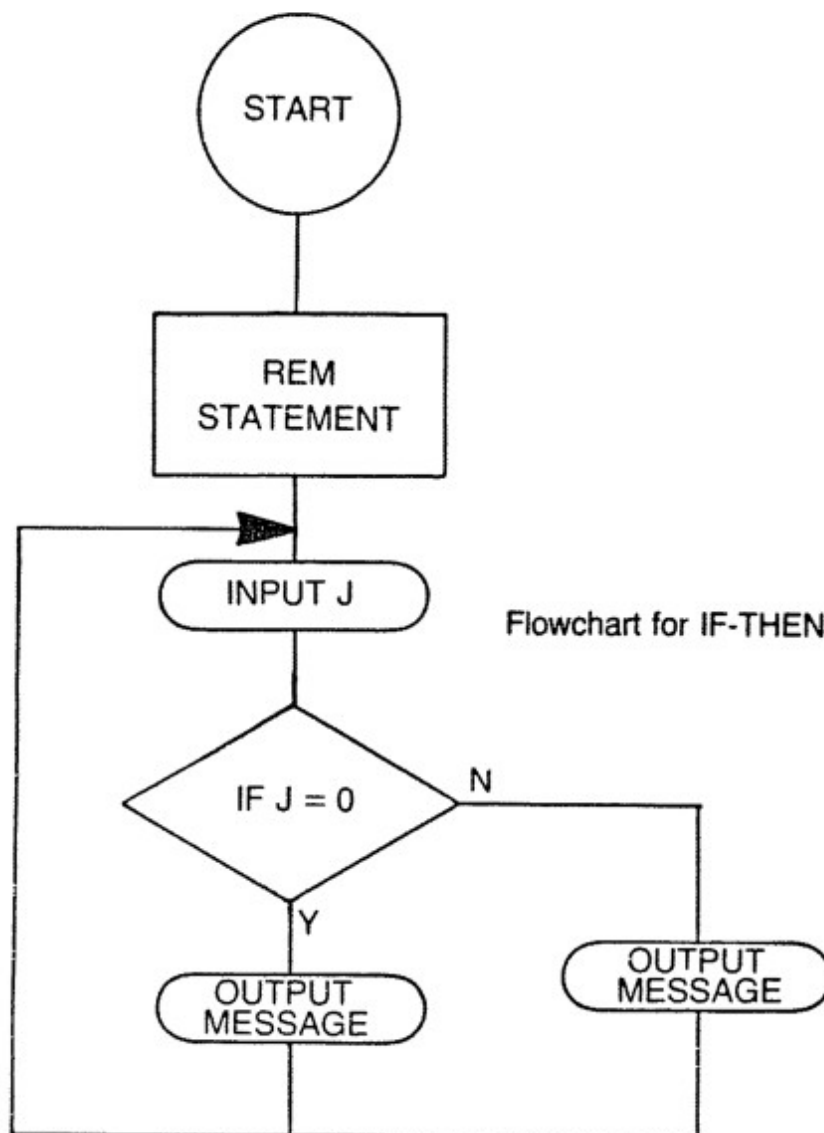 START
REM
STATEMENT
INPUT J
Flowchart for IF-THEN
IF J = 0
N
Y
OUTPUT
MESSAGE
OUTPUT
MESSAGE